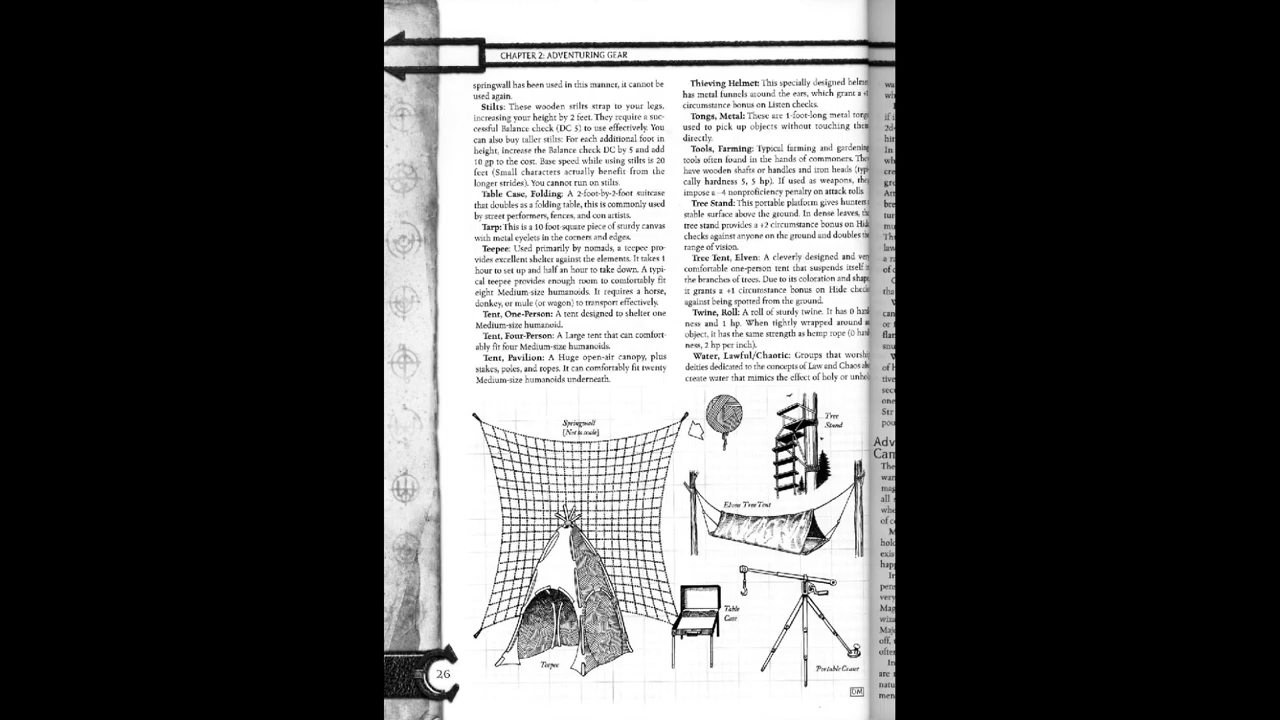 CHAPTER 2: ADVENTURING GEAR
springwall has been used in this manner, it cannot be
used again.
Stilts: These wooden stilts strap to your legs,
increasing your height by 2 feet. They require a suc-
cessful Balance check (DC 5) to use effectively. You
can also buy taller stilts: For each additional foot in
height, increase the Balance check DC by 5 and add
10 gp to the cost. Base speed while using stilts is 20
feet (Small characters actually benefit from the
longer strides). You cannot run on stilts.
Table Case, Folding: A 2-foot-by-2-foot suitcase
that doubles as a folding table, this is commonly used
by street performers, fences, and con artists.
Tarp: This is a 10 foot-square piece of sturdy canvas
with metal eyelets in the corners and edges.
Teepee: Used primarily by nomads, a teepee pro-
vides excellent shelter against the elements. It takes 1
hour to set up and half an hour to take down. A typi-
cal teepee provides enough room to comfortably fit
eight Medium-size humanoids. It requires a horse,
donkey, or mule (or wagon) to transport effectively.
Tent, One-Person: A tent designed to shelter one
Medium-size humanoid.
Tent, Four-Person: A Large tent that can comfort-
ably fit four Medium-size humanoids.
Tent, Pavilion: A Huge open-air canopy, plus
stakes, poles, and ropes. It can comfortably fit twenty
Medium-size humanoids underneath.
Thieving Helmet: This specially designed helme
has metal funnels around the ears, which grant a
circumstance bonus on Listen checks.
Tongs, Metal: These are 1-foot-long metal tongs
used to pick up objects without touching them
directly.
Tools, Farming: Typical farming and gardening
tools often found in the hands of commoners. They
have wooden shafts or handles and iron heads (typi-
cally hardness 5, 5 hp). If used as weapons, they
impose a -4 nonproficiency penalty on attack rolls
Tree Stand: This portable platform gives hunters
stable surface above the ground. In dense leaves, the
tree stand provides a +2 circumstance bonus on Hide
checks against anyone on the ground and doubles the
range of vision.
Tree Tent, Elven: A cleverly designed and very
comfortable one-person tent that suspends itself
the branches of trees. Due to its coloration and shape
it grants a +1 circumstance bonus on Hide checks
against being spotted from the ground.
Twine, Roll: A roll of sturdy twine. It has 0 hard
ness and 1 hp. When tightly wrapped around
object, it has the same strength as hemp rope (0 hard
ness, 2 hp per inch).
Water, Lawful/Chaotic: Groups that worship
deities dedicated to the concepts of Law and Chaos
create water that mimics the effect of holy or unho
Springwall
[Not to scale]
Tree
Stand
Elven Tree Tent
Table
Case
Teepee
Portable Crane
DM
26
Adv
Can